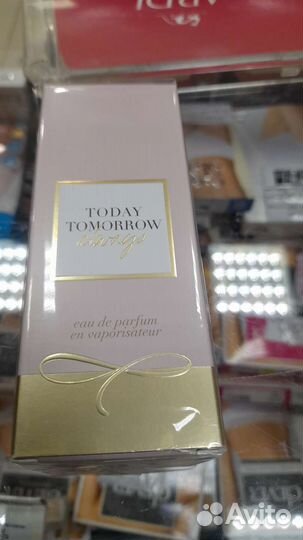 TODAY
TOMORROW
always
eau de parfum
en vaporisateur
Avito